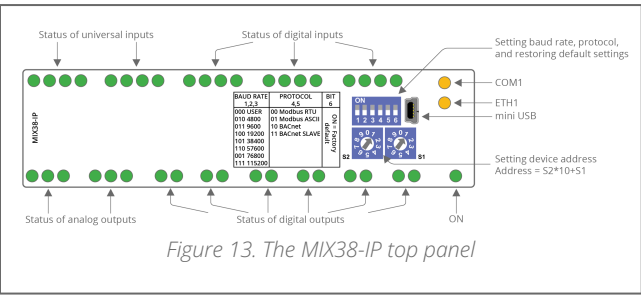 Status of universal inputs
Status of digital inputs
Setting baud rate, protocol,
and restoring default settings
COM1
ETH1
mini USB
MIX38-IP
BAUD RATE PROTOCOL BIT
1,2,3 4,5 6
000 USER 00 Modbus RTU
010 4800 01 Modbus ASCII
011 9600 10 BACnet
100 19200 11 BACnet SLAVE
101 38400
110 57600
001 76800
111 115200
ON = Factory
default
ON
1 2 3 4 5 6
S2
S1
Setting device address
Address = S2*10+S1
Status of analog outputs
Status of digital outputs
ON
Figure 13. The MIX38-IP top panel